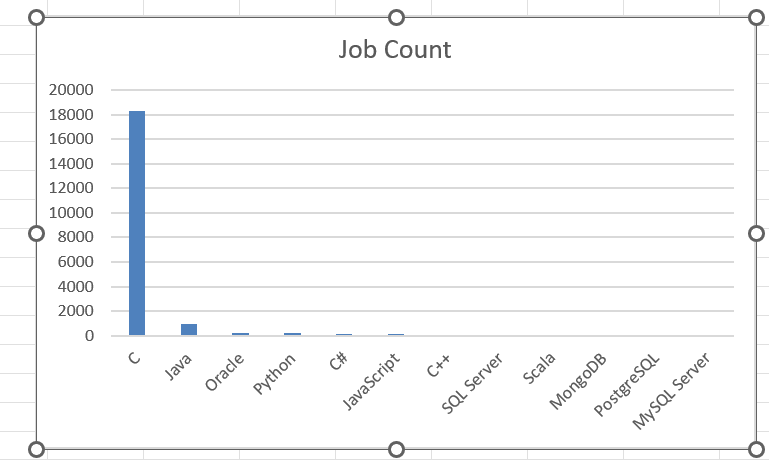 Job Count
20000
18000
16000
14000
12000
10000
8000
6000
4000
2000
0
C
Java
Oracle
Python
C#
JavaScript
C++
SQL Server
Scala
MongoDB
PostgreSQL
MySQL Server